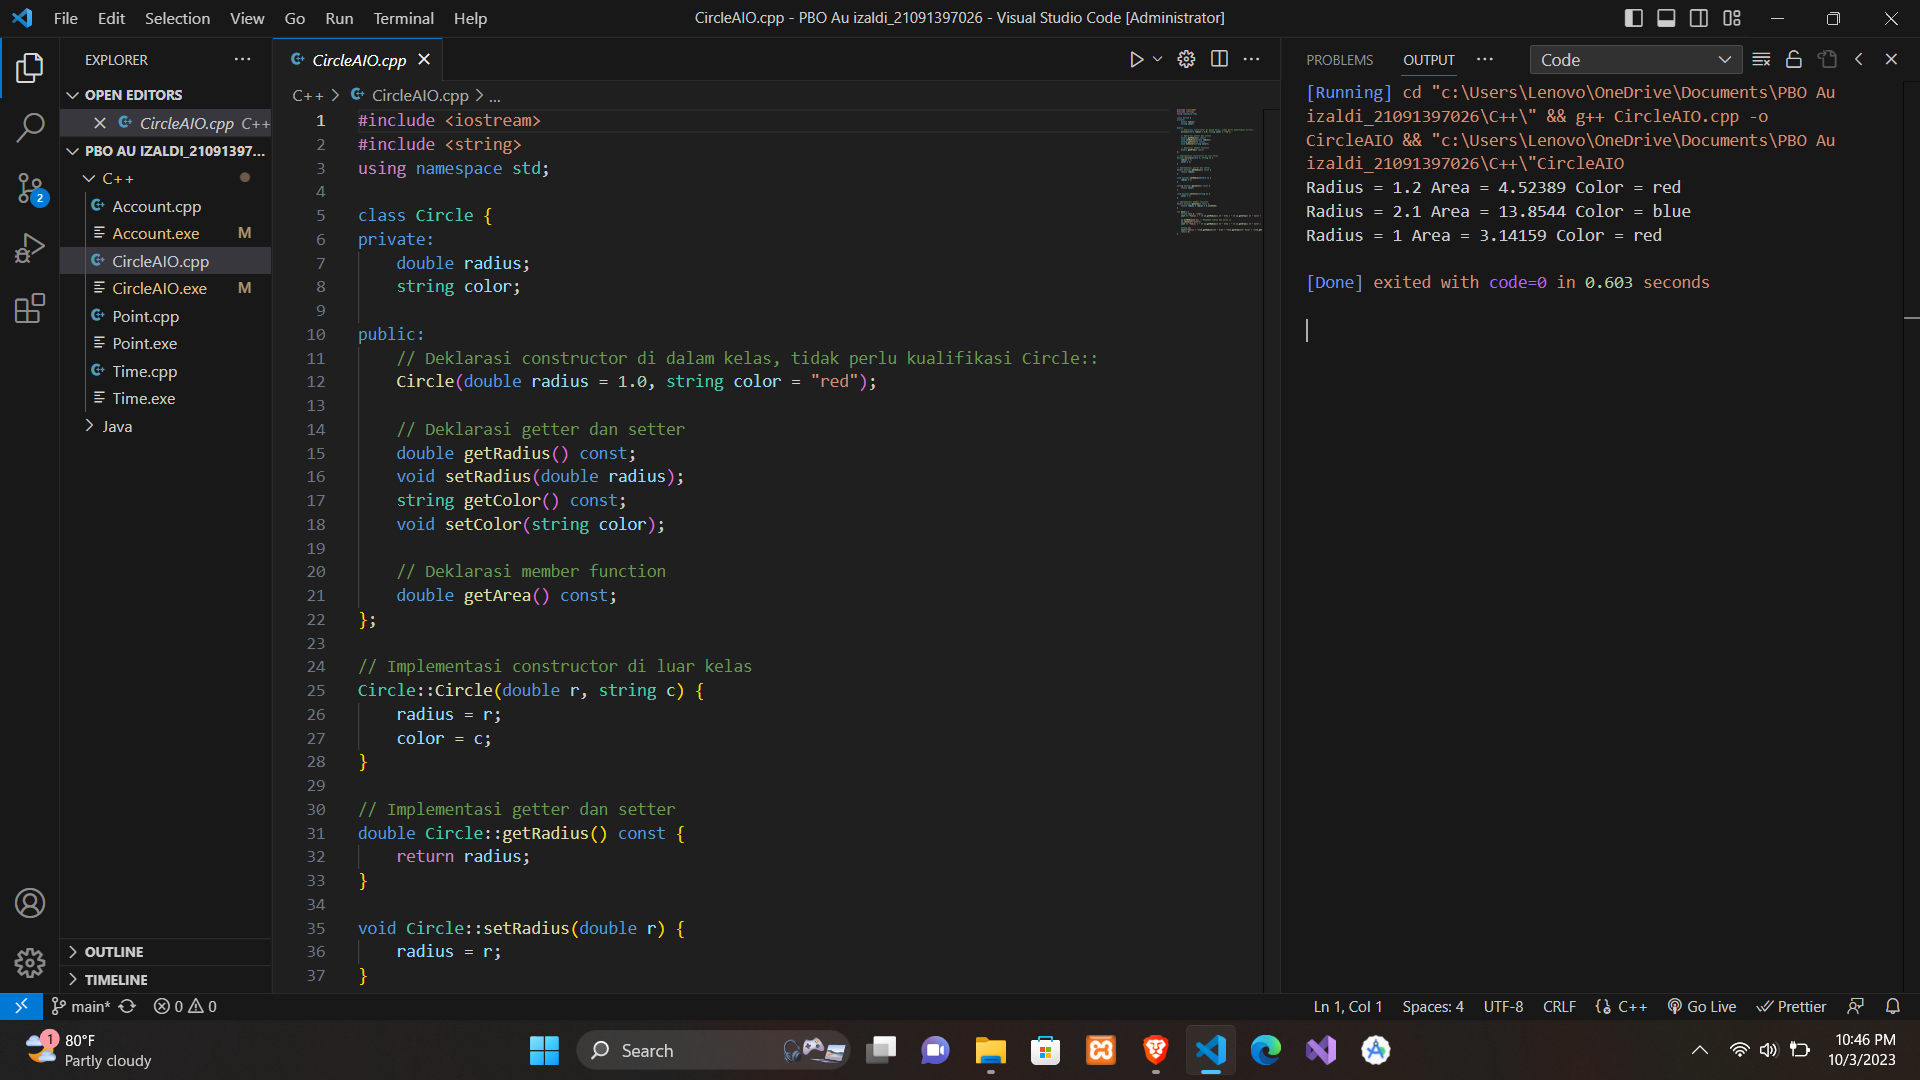 File Edit Selection View Go Run Terminal Help
CircleAIO.cpp - PBO Au izaldi_21091397026 - Visual Studio Code [Administrator]
EXPLORER
OPEN EDITORS
CircleAIO.cpp C++
PBO AU IZALDI_21091397...
C++
Account.cpp
Account.exe M
CircleAIO.cpp
CircleAIO.exe M
Point.cpp
Point.exe
Time.cpp
Time.exe
Java
OUTLINE
TIMELINE
2
CircleAIO.cpp
C++ > CircleAIO.cpp > ...
1 #include <iostream>
2 #include <string>
3 using namespace std;
4
5 class Circle {
6 private:
7 double radius;
8 string color;
9
10 public:
11 // Deklarasi constructor di dalam kelas, tidak perlu kualifikasi Circle::
12 Circle(double radius = 1.0, string color = "red");
13
14 // Deklarasi getter dan setter
15 double getRadius() const;
16 void setRadius(double radius);
17 string getColor() const;
18 void setColor(string color);
19
20 // Deklarasi member function
21 double getArea() const;
22 };
23
24 // Implementasi constructor di luar kelas
25 Circle::Circle(double r, string c) {
26 radius = r;
27 color = c;
28 }
29
30 // Implementasi getter dan setter
31 double Circle::getRadius() const {
32 return radius;
33 }
34
35 void Circle::setRadius(double r) {
36 radius = r;
37 }
PROBLEMS OUTPUT Code
[Running] cd "c:\Users\Lenovo\OneDrive\Documents\PBO Au
izaldi_21091397026\C++\" && g++ CircleAIO.cpp -o
CircleAIO && "c:\Users\Lenovo\OneDrive\Documents\PBO Au
izaldi_21091397026\C++\"CircleAIO
Radius = 1.2 Area = 4.52389 Color = red
Radius = 2.1 Area = 13.8544 Color = blue
Radius = 1 Area = 3.14159 Color = red
[Done] exited with code=0 in 0.603 seconds
main* 0 0
Ln 1, Col 1 Spaces: 4 UTF-8 CRLF {} C++ Go Live Prettier
1
80°F
Partly cloudy
Search
10:46 PM
10/3/2023